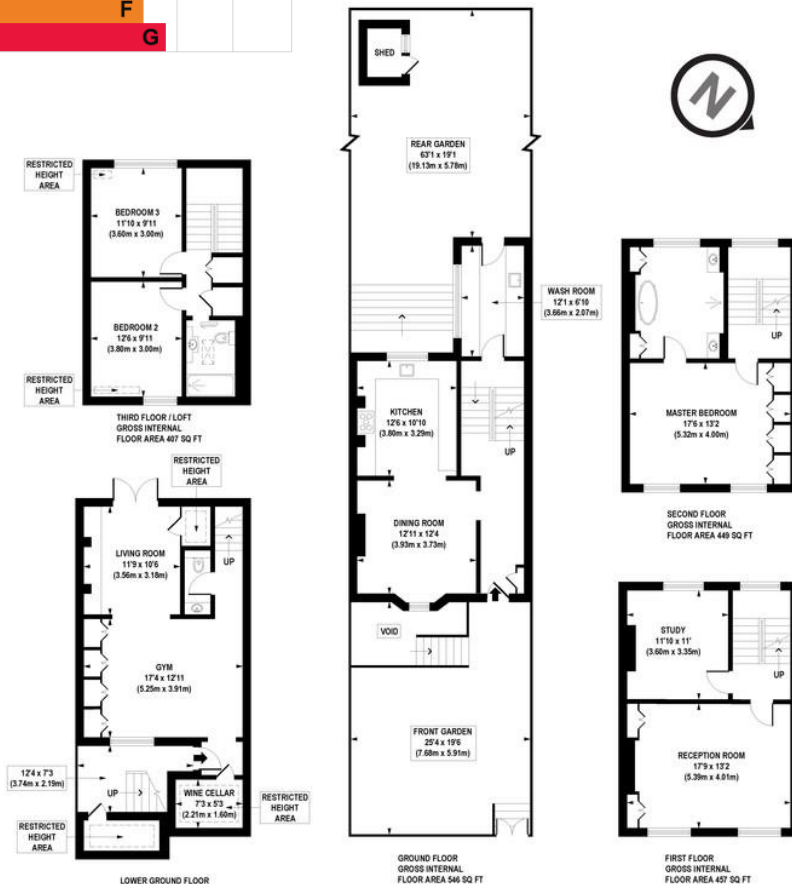 F
G
SHED
N
REAR GARDEN
63'1 x 19'1
(19.13m x 5.78m)
RESTRICTED
HEIGHT
AREA
BEDROOM 3
11'10 x 9'11
(3.60m x 3.00m)
BEDROOM 2
12'6 x 9'11
(3.80m x 3.00m)
RESTRICTED
HEIGHT
AREA
THIRD FLOOR / LOFT
GROSS INTERNAL
FLOOR AREA 407 SQ FT
WASH ROOM
12'1 x 6'10
(3.66m x 2.07m)
KITCHEN
12'6 x 10'10
(3.80m x 3.29m)
UP
DINING ROOM
12'11 x 12'4
(3.93m x 3.73m)
UP
MASTER BEDROOM
17'6 x 13'2
(5.32m x 4.00m)
SECOND FLOOR
GROSS INTERNAL
FLOOR AREA 449 SQ FT
RESTRICTED
HEIGHT
AREA
LIVING ROOM
11'9 x 10'6
(3.56m x 3.18m)
UP
GYM
17'4 x 12'11
(5.25m x 3.91m)
12'4 x 7'3
(3.74m x 2.19m)
UP
WINE CELLAR
7'3 x 5'3
(2.21m x 1.60m)
RESTRICTED
HEIGHT
AREA
RESTRICTED
HEIGHT
AREA
LOWER GROUND FLOOR
VOID
FRONT GARDEN
25'4 x 19'6
(7.68m x 5.91m)
GROUND FLOOR
GROSS INTERNAL
FLOOR AREA 546 SQ FT
STUDY
11'10 x 11'
(3.60m x 3.35m)
UP
RECEPTION ROOM
17'9 x 13'2
(5.39m x 4.01m)
FIRST FLOOR
GROSS INTERNAL
FLOOR AREA 457 SQ FT